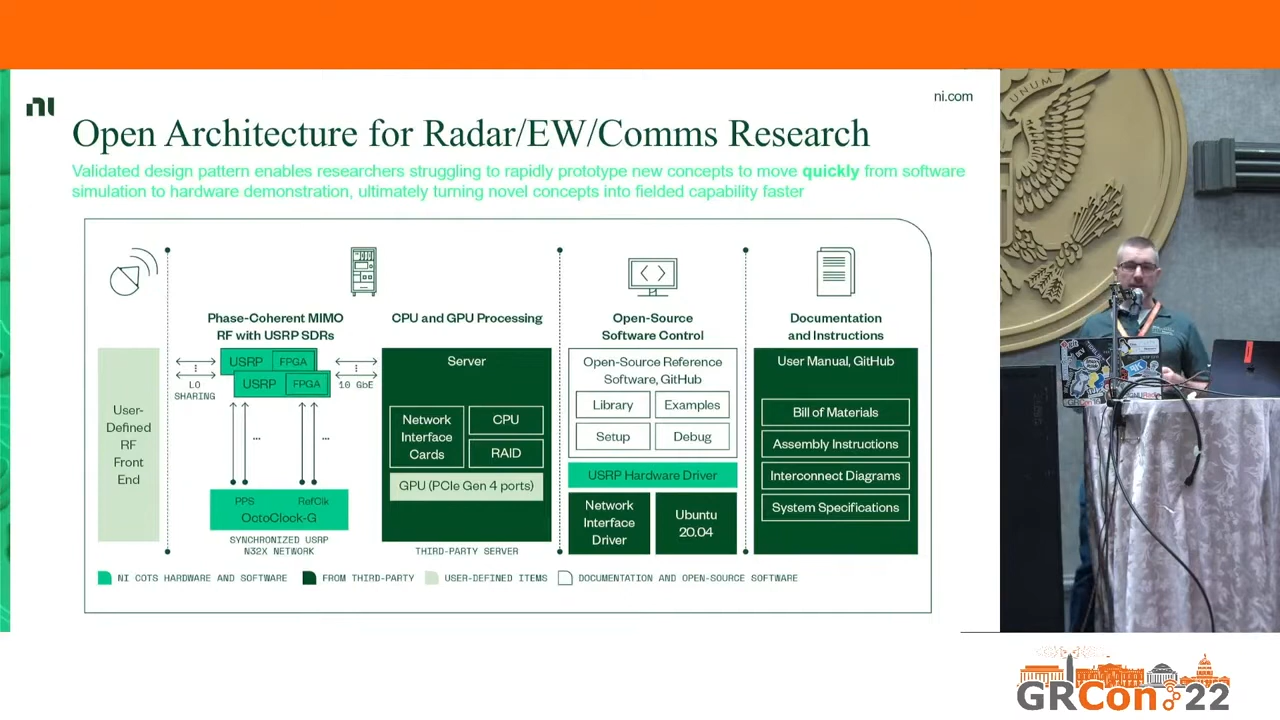 ni
ni.com
Open Architecture for Radar/EW/Comms Research
Validated design pattern enables researchers struggling to rapidly prototype new concepts to move quickly from software
simulation to hardware demonstration, ultimately turning novel concepts into fielded capability faster
Phase-Coherent MIMO
RF with USRP SDRs
CPU and GPU Processing
Open-Source
Software Control
Documentation
and Instructions
User-
Defined
RF
Front
End
LO
SHARING
USRP
FPGA
USRP
FPGA
10 GbE
...
...
PPS
RefClk
OctoClock-G
SYNCHRONIZED USRP
N32X NETWORK
Server
Network
Interface
Cards
CPU
RAID
GPU (PCIe Gen 4 ports)
THIRD-PARTY SERVER
Open-Source Reference
Software, GitHub
Library
Examples
Setup
Debug
USRP Hardware Driver
Network
Interface
Driver
Ubuntu
20.04
User Manual, GitHub
Bill of Materials
Assembly Instructions
Interconnect Diagrams
System Specifications
NI COTS HARDWARE AND SOFTWARE
FROM THIRD-PARTY
USER-DEFINED ITEMS
DOCUMENTATION AND OPEN-SOURCE SOFTWARE
UNUM
GRCon 22